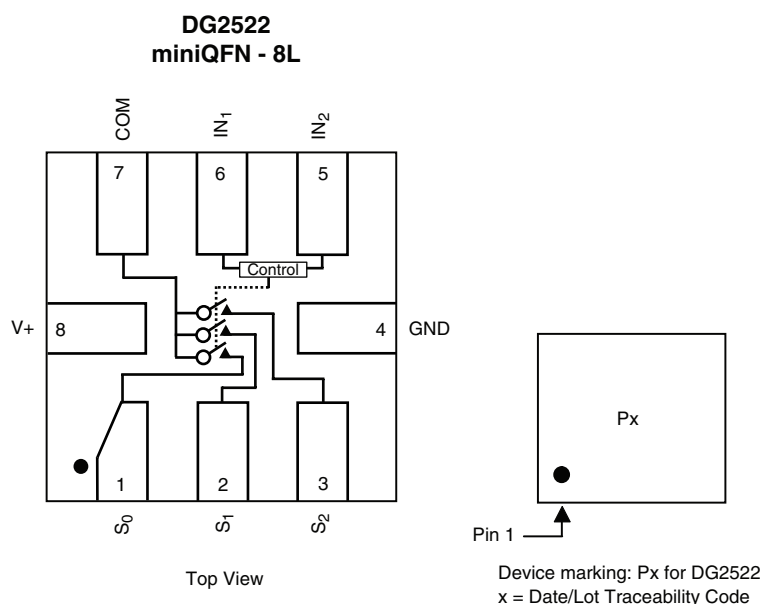 DG2522
miniQFN - 8L
COM
IN₁
IN₂
7
6
5
Control
V+
8
4
GND
1
2
3
S₀
S₁
S₂
Top View
Px
Pin 1
Device marking: Px for DG2522
x = Date/Lot Traceability Code